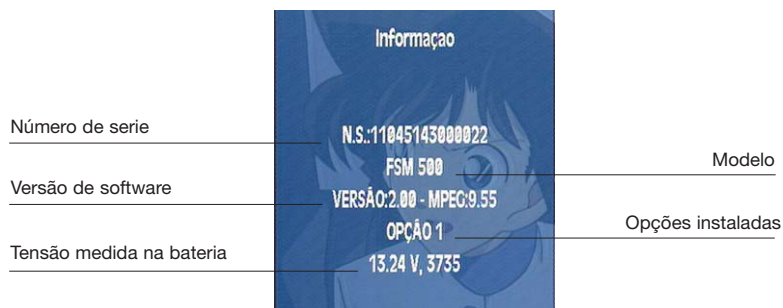 Informaçao
Número de serie
N.S.:11045143000022
FSM 500
Modelo
Versão de software
VERSÃO:2.00 - MPEG:9.55
OPÇÃO 1
Opções instaladas
Tensão medida na bateria
13.24 V, 3735